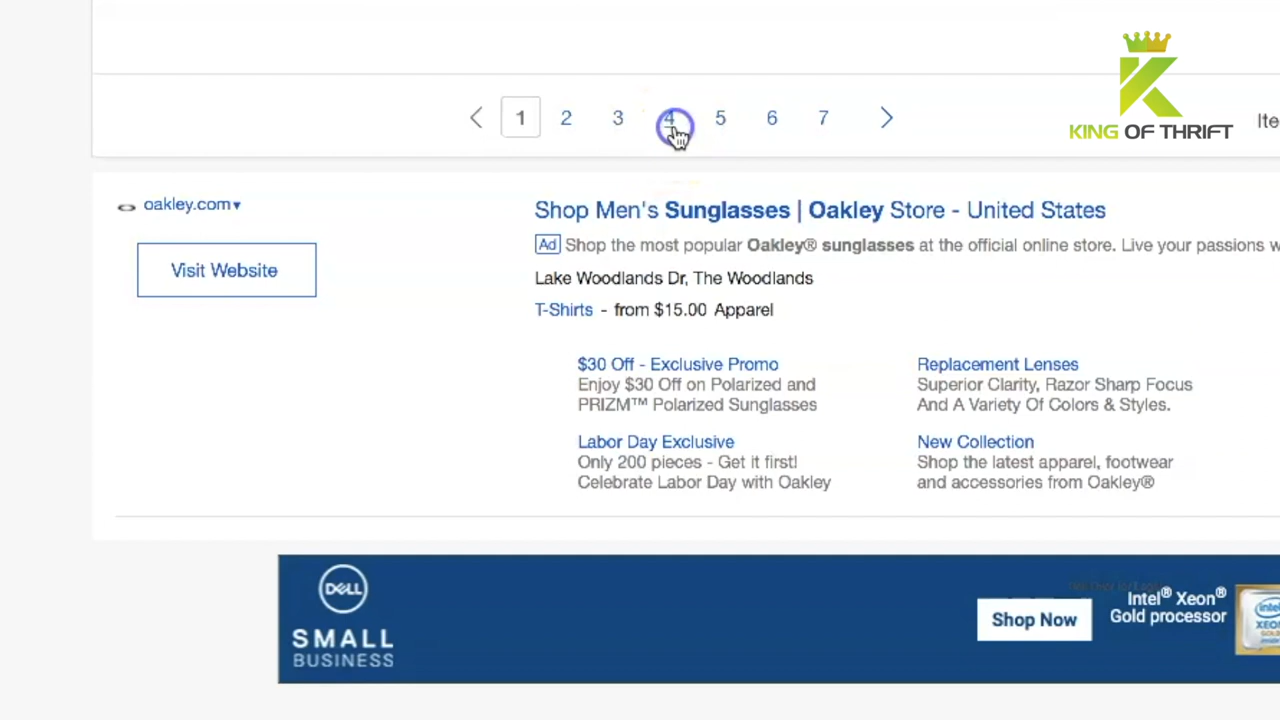 KING OF THRIFT
1 2 3 4 5 6 7
Ite
oakley.com
Visit Website
Shop Men's Sunglasses | Oakley Store - United States
Ad Shop the most popular Oakley® sunglasses at the official online store. Live your passions w
Lake Woodlands Dr, The Woodlands
T-Shirts - from $15.00 Apparel
$30 Off - Exclusive Promo
Enjoy $30 Off on Polarized and
PRIZM™ Polarized Sunglasses
Replacement Lenses
Superior Clarity, Razor Sharp Focus
And A Variety Of Colors & Styles.
Labor Day Exclusive
Only 200 pieces - Get it first!
Celebrate Labor Day with Oakley
New Collection
Shop the latest apparel, footwear
and accessories from Oakley®
DELL
SMALL
BUSINESS
Shop Now
Intel® Xeon®
Gold processor
intel
XEON
GOLD